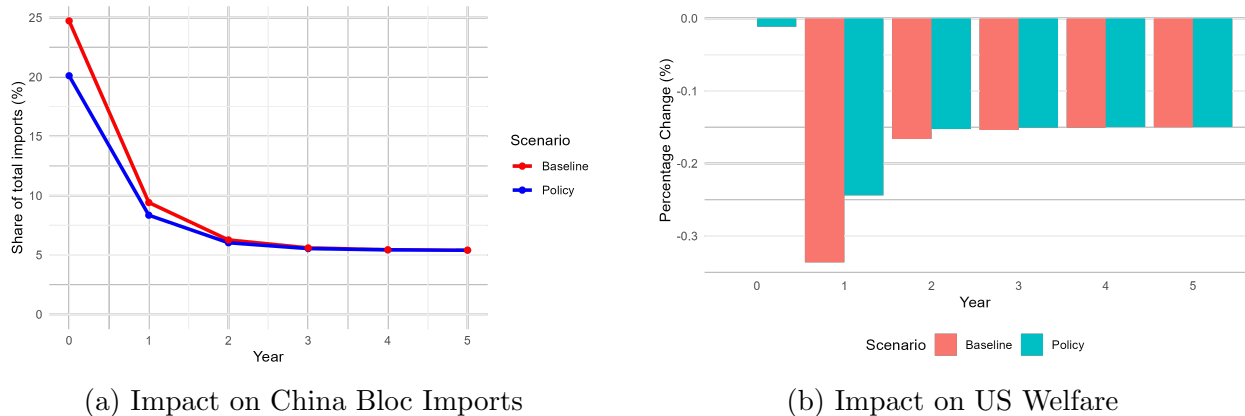 25
20
15
10
5
0
Share of total imports (%)
0 1 2 3 4 5
Year
Scenario
Baseline
Policy
(a) Impact on China Bloc Imports
0.0
-0.1
-0.2
-0.3
Percentage Change (%)
0 1 2 3 4 5
Year
Scenario Baseline Policy
(b) Impact on US Welfare